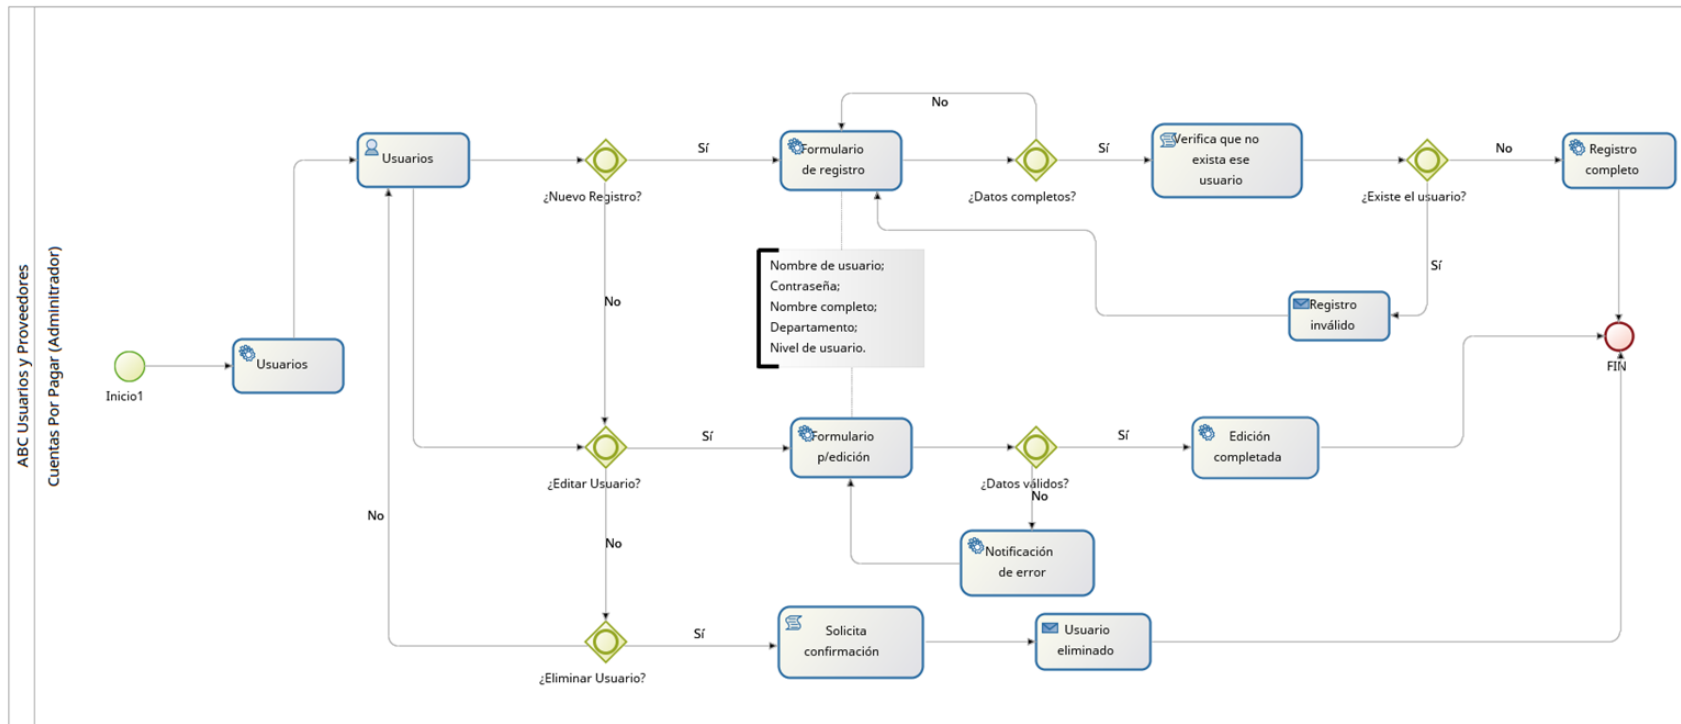 ABC Usuarios y Proveedores
Cuentas Por Pagar (Adminitrador)
Inicio1
Usuarios
Usuarios
¿Nuevo Registro?
Sí
No
Formulario
de registro
No
¿Datos completos?
Sí
Verifica que no
exista ese
usuario
¿Existe el usuario?
No
Registro
completo
Sí
Registro
inválido
Nombre de usuario;
Contraseña;
Nombre completo;
Departamento;
Nivel de usuario.
FIN
¿Editar Usuario?
Sí
No
Formulario
p/edición
¿Datos válidos?
Sí
No
Edición
completada
Notificación
de error
No
¿Eliminar Usuario?
Sí
Solicita
confirmación
Usuario
eliminado